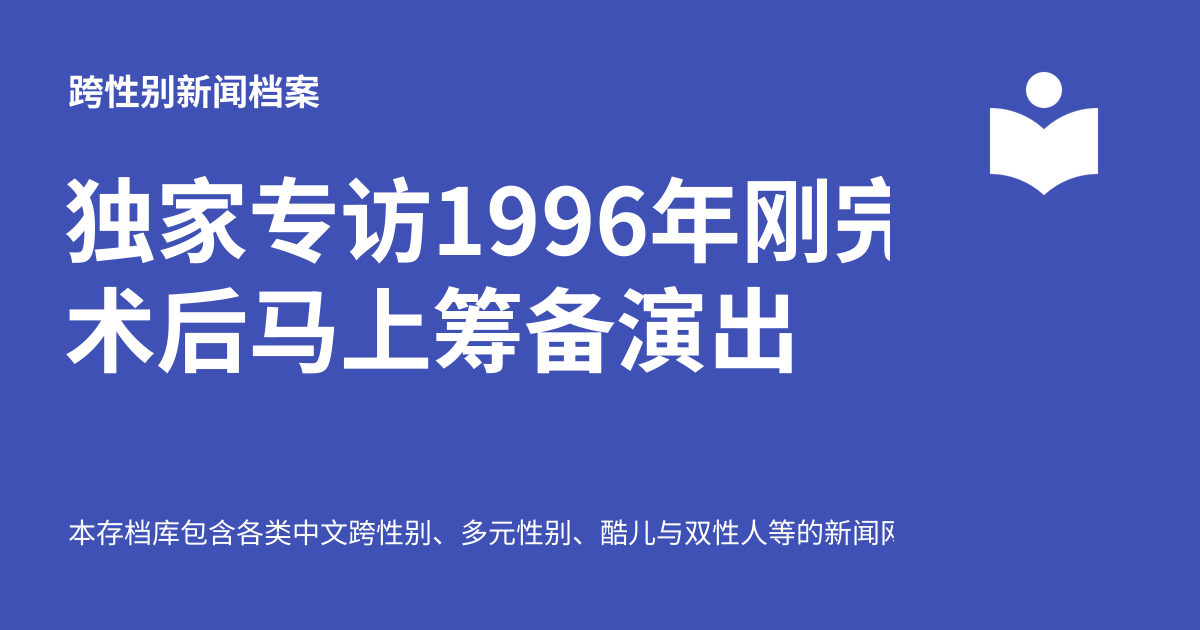 跨性别新闻档案
独家专访1996年刚完
术后马上筹备演出
本存档库包含各类中文跨性别、多元性别、酷儿与双性人等的新闻网